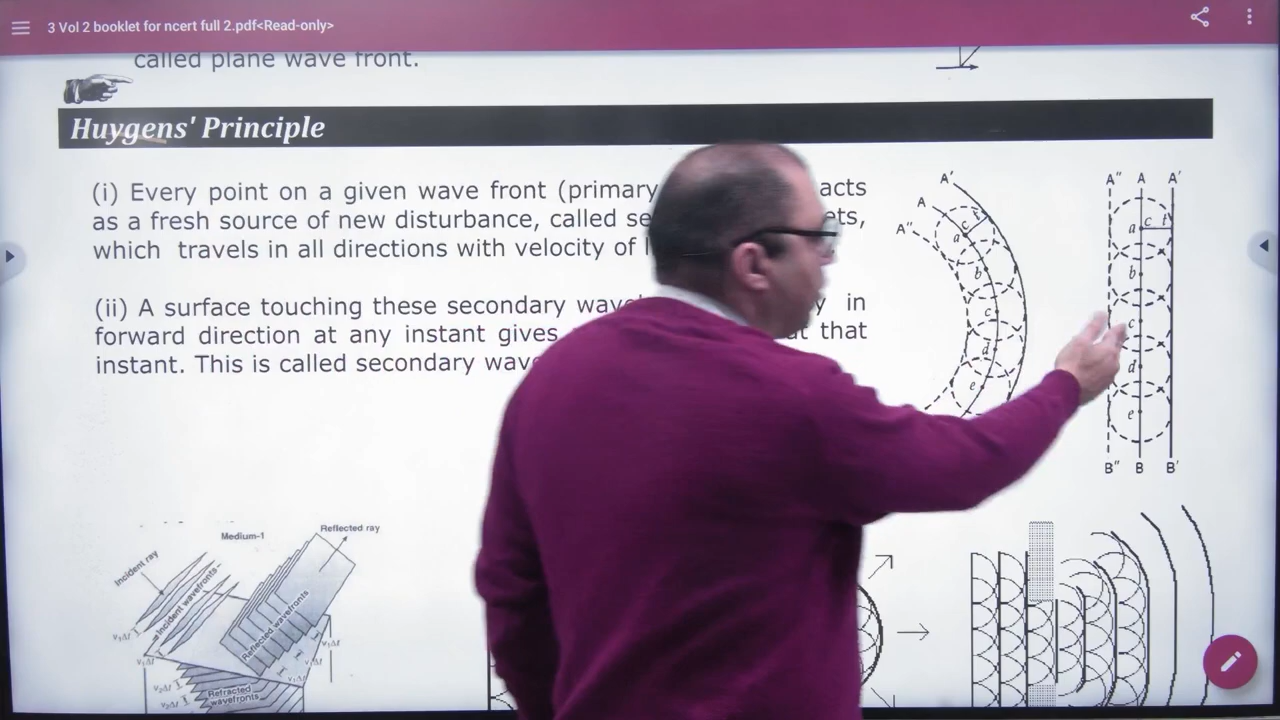 3 Vol 2 booklet for ncert full 2.pdf<Read-only>
called plane wave front.
Huygens' Principle
(i) Every point on a given wave front (primary acts
as a fresh source of new disturbance, called ets,
which travels in all directions with velocity of
(ii) A surface touching these secondary in
forward direction at any instant gives that
instant. This is called secondary
A'
A
A"
c
a
b
c
d
e
A" A A'
a c t
b
c
d
e
B" B B'
Medium-1
Reflected ray
Incident ray
Incident wavefronts
Reflected wavefronts
Refracted
wavefronts